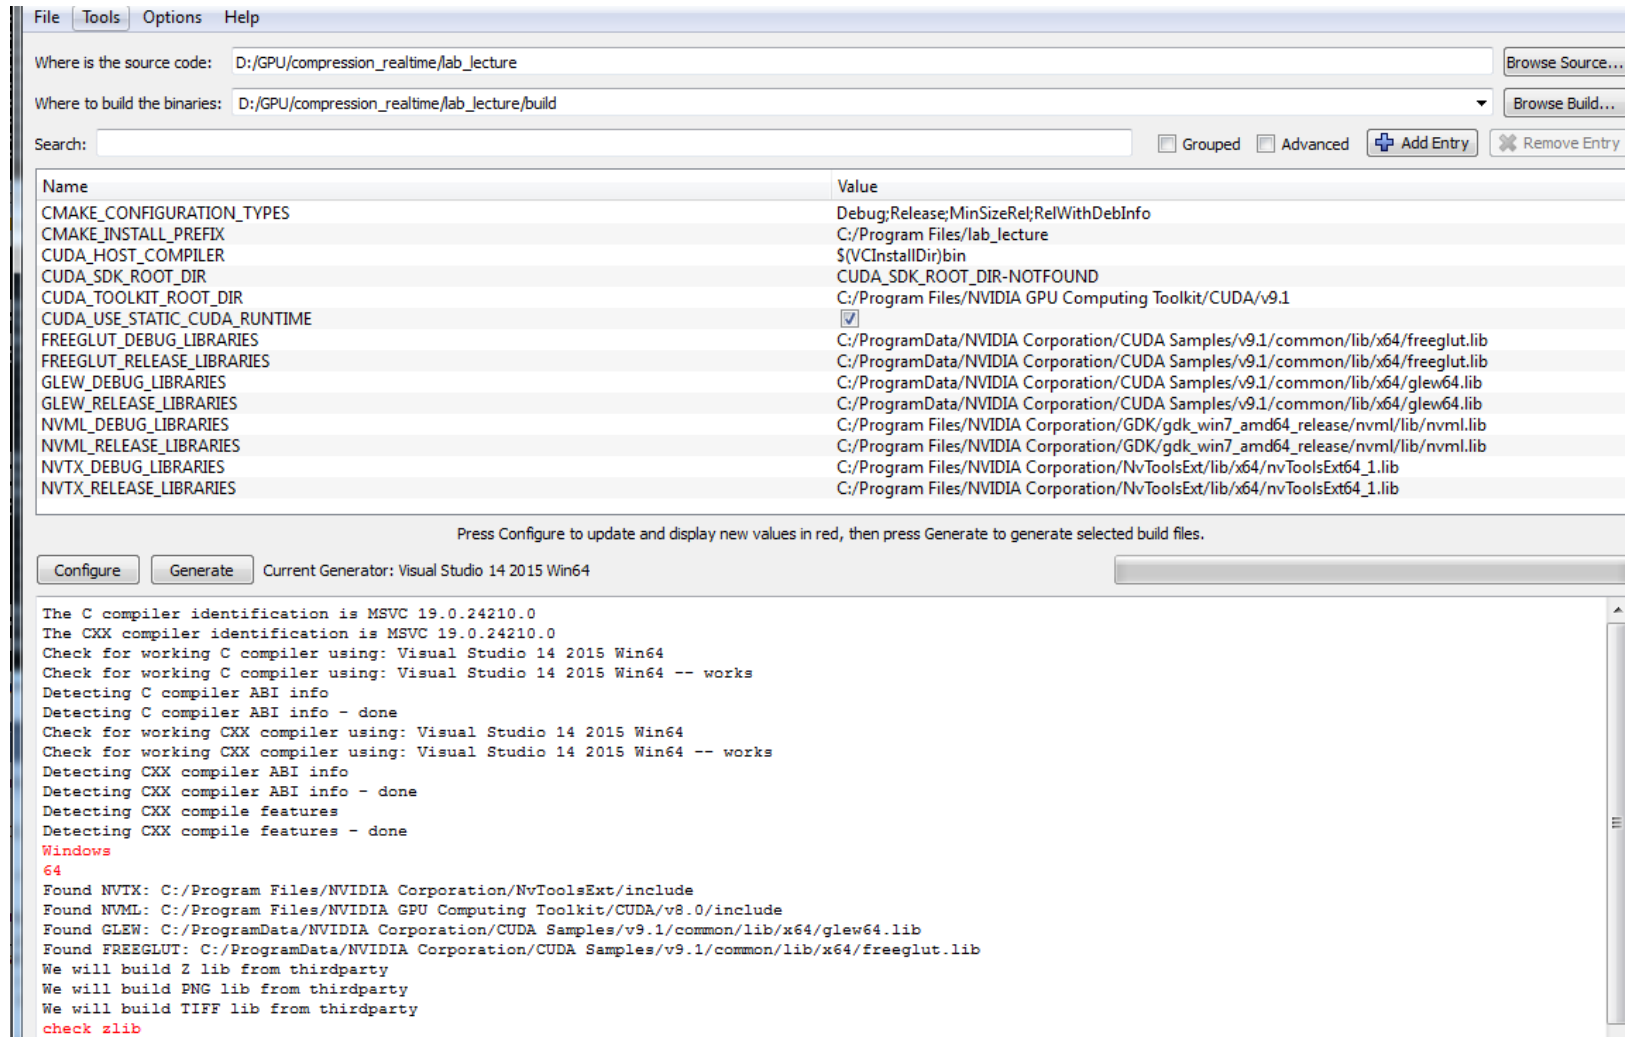 File Tools Options Help
Where is the source code: D:/GPU/compression_realtime/lab_lecture Browse Source...
Where to build the binaries: D:/GPU/compression_realtime/lab_lecture/build Browse Build...
Search: Grouped Advanced Add Entry Remove Entry
Name Value
CMAKE_CONFIGURATION_TYPES Debug;Release;MinSizeRel;RelWithDebInfo
CMAKE_INSTALL_PREFIX C:/Program Files/lab_lecture
CUDA_HOST_COMPILER $(VCInstallDir)bin
CUDA_SDK_ROOT_DIR CUDA_SDK_ROOT_DIR-NOTFOUND
CUDA_TOOLKIT_ROOT_DIR C:/Program Files/NVIDIA GPU Computing Toolkit/CUDA/v9.1
CUDA_USE_STATIC_CUDA_RUNTIME
FREEGLUT_DEBUG_LIBRARIES C:/ProgramData/NVIDIA Corporation/CUDA Samples/v9.1/common/lib/x64/freeglut.lib
FREEGLUT_RELEASE_LIBRARIES C:/ProgramData/NVIDIA Corporation/CUDA Samples/v9.1/common/lib/x64/freeglut.lib
GLEW_DEBUG_LIBRARIES C:/ProgramData/NVIDIA Corporation/CUDA Samples/v9.1/common/lib/x64/glew64.lib
GLEW_RELEASE_LIBRARIES C:/ProgramData/NVIDIA Corporation/CUDA Samples/v9.1/common/lib/x64/glew64.lib
NVML_DEBUG_LIBRARIES C:/Program Files/NVIDIA Corporation/GDK/gdk_win7_amd64_release/nvml/lib/nvml.lib
NVML_RELEASE_LIBRARIES C:/Program Files/NVIDIA Corporation/GDK/gdk_win7_amd64_release/nvml/lib/nvml.lib
NVTX_DEBUG_LIBRARIES C:/Program Files/NVIDIA Corporation/NvToolsExt/lib/x64/nvToolsExt64_1.lib
NVTX_RELEASE_LIBRARIES C:/Program Files/NVIDIA Corporation/NvToolsExt/lib/x64/nvToolsExt64_1.lib
Press Configure to update and display new values in red, then press Generate to generate selected build files.
Configure Generate Current Generator: Visual Studio 14 2015 Win64
The C compiler identification is MSVC 19.0.24210.0
The CXX compiler identification is MSVC 19.0.24210.0
Check for working C compiler using: Visual Studio 14 2015 Win64
Check for working C compiler using: Visual Studio 14 2015 Win64 -- works
Detecting C compiler ABI info
Detecting C compiler ABI info - done
Check for working CXX compiler using: Visual Studio 14 2015 Win64
Check for working CXX compiler using: Visual Studio 14 2015 Win64 -- works
Detecting CXX compiler ABI info
Detecting CXX compiler ABI info - done
Detecting CXX compile features
Detecting CXX compile features - done
Windows
64
Found NVTX: C:/Program Files/NVIDIA Corporation/NvToolsExt/include
Found NVML: C:/Program Files/NVIDIA GPU Computing Toolkit/CUDA/v8.0/include
Found GLEW: C:/ProgramData/NVIDIA Corporation/CUDA Samples/v9.1/common/lib/x64/glew64.lib
Found FREEGLUT: C:/ProgramData/NVIDIA Corporation/CUDA Samples/v9.1/common/lib/x64/freeglut.lib
We will build Z lib from thirdparty
We will build PNG lib from thirdparty
We will build TIFF lib from thirdparty
check zlib